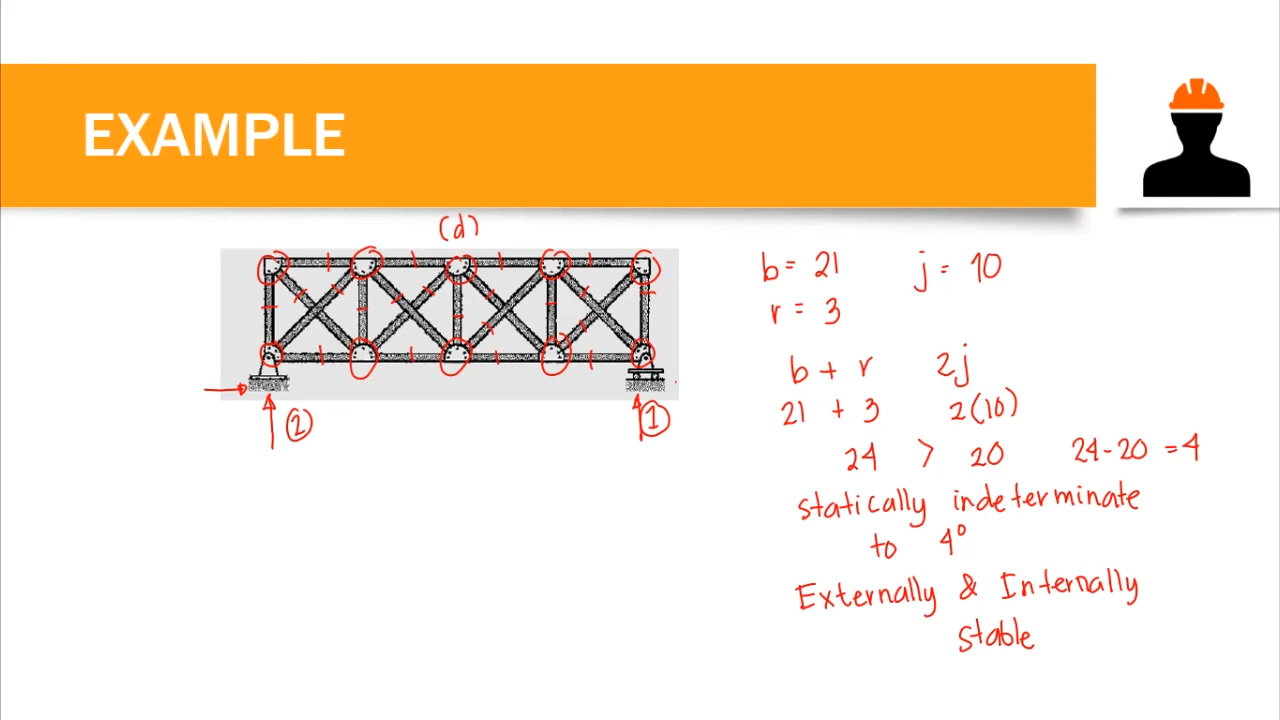 EXAMPLE
(d)
b = 21 j = 10
r = 3
b + r 2j
21 + 3 2(10)
24 > 20 24-20 = 4
statically indeterminate
to 4°
Externally & Internally
stable
2 1